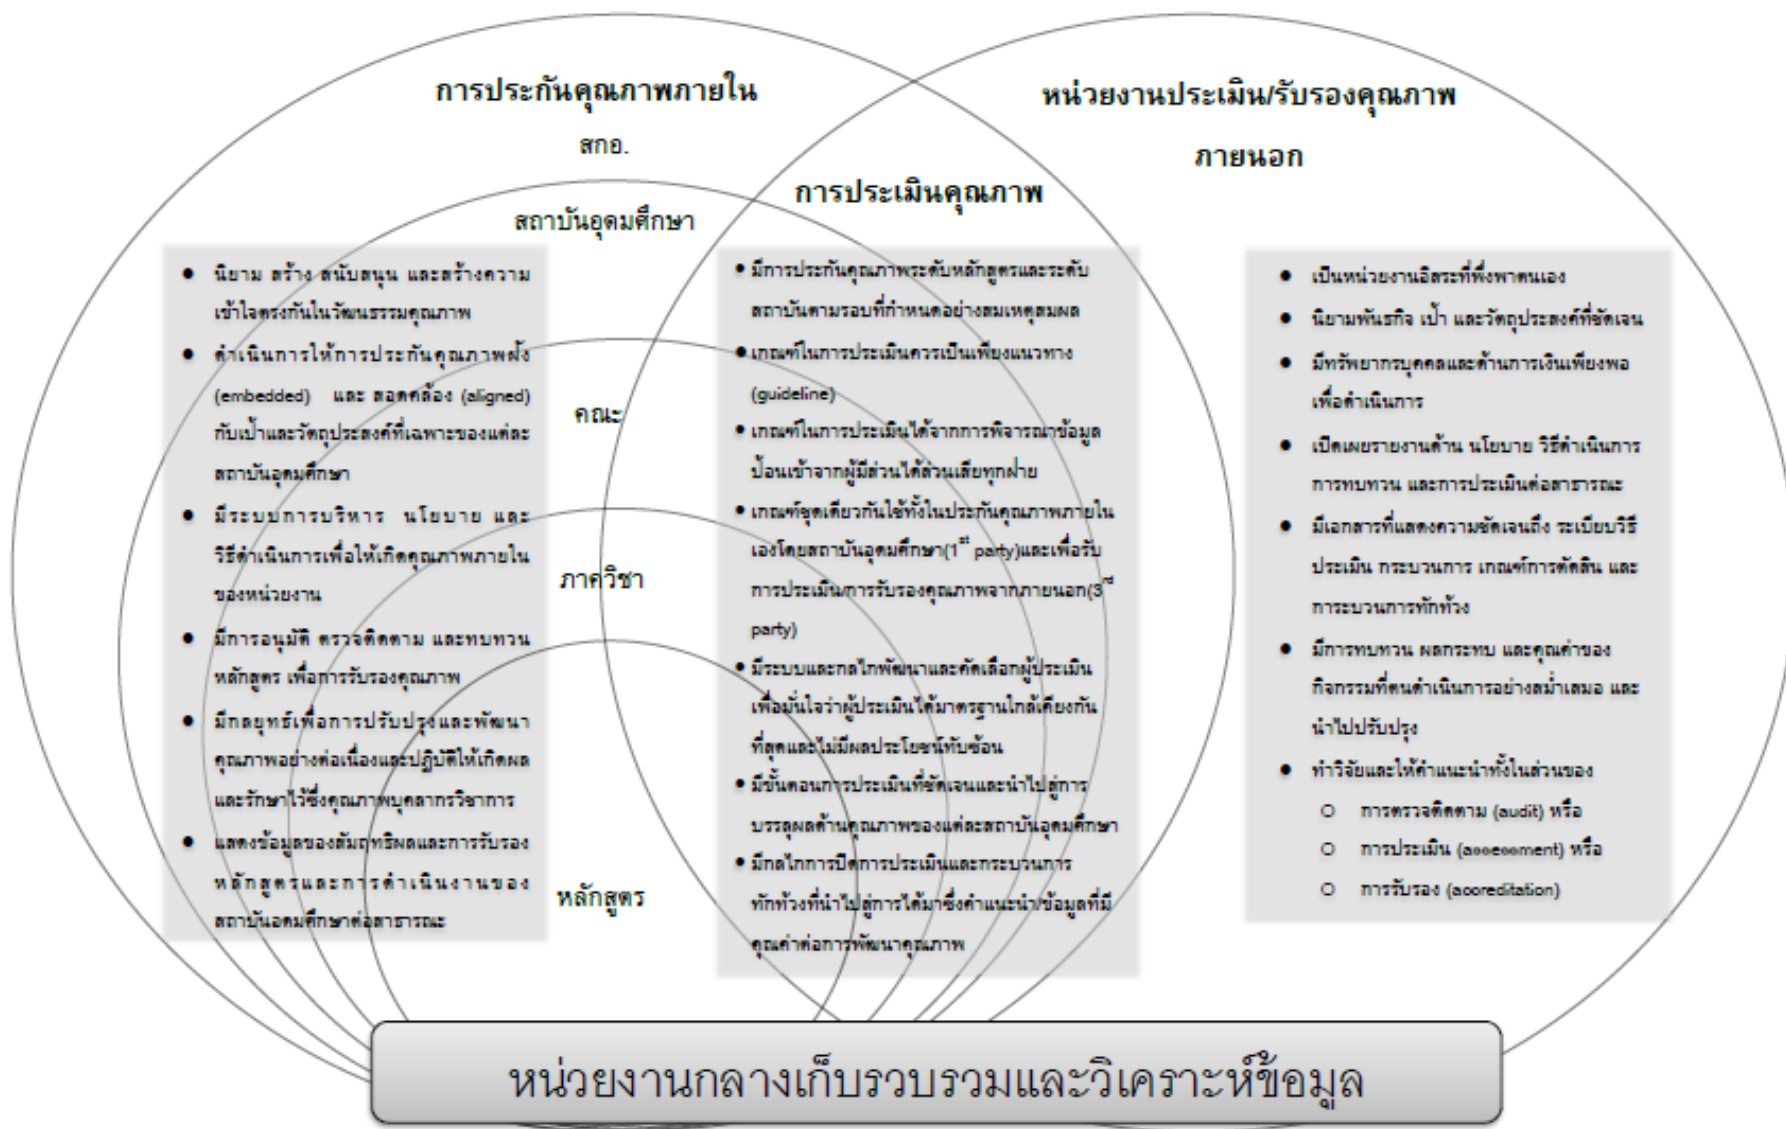 การประกันคุณภาพภายใน
สกอ.
สถาบันอุดมศึกษา
คณะ
ภาควิชา
หลักสูตร
● นิยาม สร้าง สนับสนุน และสร้างความ
เข้าใจตรงกันในวัฒนธรรมคุณภาพ
● ดำเนินการให้การประกันคุณภาพฝัง
(embedded) และ สอดคล้อง (aligned)
กับเป้าและวัตถุประสงค์ที่เฉพาะของแต่ละ
สถาบันอุดมศึกษา
● มีระบบการบริหาร นโยบาย และ
วิธีดำเนินการเพื่อให้เกิดคุณภาพภายใน
ของหน่วยงาน
● มีการอนุมัติ ตรวจติดตาม และทบทวน
หลักสูตร เพื่อการรับรองคุณภาพ
● มีกลยุทธ์เพื่อการปรับปรุงและพัฒนา
คุณภาพอย่างต่อเนื่องและปฏิบัติให้เกิดผล
และรักษาไว้ซึ่งคุณภาพบุคลากรวิชาการ
● แสดงข้อมูลของสัมฤทธิผลและการรับรอง
หลักสูตรและการดำเนินงานของ
สถาบันอุดมศึกษาต่อสาธารณะ
การประเมินคุณภาพ
● มีการประกันคุณภาพระดับหลักสูตรและระดับ
สถาบันตามรอบที่กำหนดอย่างสมเหตุสมผล
● เกณฑ์ในการประเมินควรเป็นเพียงแนวทาง
(guideline)
● เกณฑ์ในการประเมินได้จากการพิจารณาข้อมูล
ป้อนเข้าจากผู้มีส่วนได้ส่วนเสียทุกฝ่าย
● เกณฑ์ชุดเดียวกันใช้ทั้งในประกันคุณภาพภายใน
เองโดยสถาบันอุดมศึกษา(1st party)และเพื่อรับ
การประเมิน/การรับรองคุณภาพจากภายนอก(3rd
party)
● มีระบบและกลไกพัฒนาและคัดเลือกผู้ประเมิน
เพื่อมั่นใจว่าผู้ประเมินได้มาตรฐานใกล้เคียงกัน
ที่สุดและไม่มีผลประโยชน์ทับซ้อน
● มีขั้นตอนการประเมินที่ชัดเจนและนำไปสู่การ
บรรลุผลด้านคุณภาพของแต่ละสถาบันอุดมศึกษา
● มีกลไกการปิดการประเมินและกระบวนการ
ทักท้วงที่นำไปสู่การได้มาซึ่งคำแนะนำ/ข้อมูลที่มี
คุณค่าต่อการพัฒนาคุณภาพ
หน่วยงานประเมิน/รับรองคุณภาพ
ภายนอก
● เป็นหน่วยงานอิสระที่พึ่งพาตนเอง
● นิยามพันธกิจ เป้า และวัตถุประสงค์ที่ชัดเจน
● มีทรัพยากรบุคคลและด้านการเงินเพียงพอ
เพื่อดำเนินการ
● เปิดเผยรายงานด้าน นโยบาย วิธีดำเนินการ
การทบทวน และการประเมินต่อสาธารณะ
● มีเอกสารที่แสดงความชัดเจนถึง ระเบียบวิธี
ประเมิน กระบวนการ เกณฑ์การตัดสิน และ
การะบวนการทักท้วง
● มีการทบทวน ผลกระทบ และคุณค่าของ
กิจกรรมที่ตนดำเนินการอย่างสม่ำเสมอ และ
นำไปปรับปรุง
● ทำวิจัยและให้คำแนะนำทั้งในส่วนของ
○ การตรวจติดตาม (audit) หรือ
○ การประเมิน (assessment) หรือ
○ การรับรอง (accreditation)
หน่วยงานกลางเก็บรวบรวมและวิเคราะห์ข้อมูล